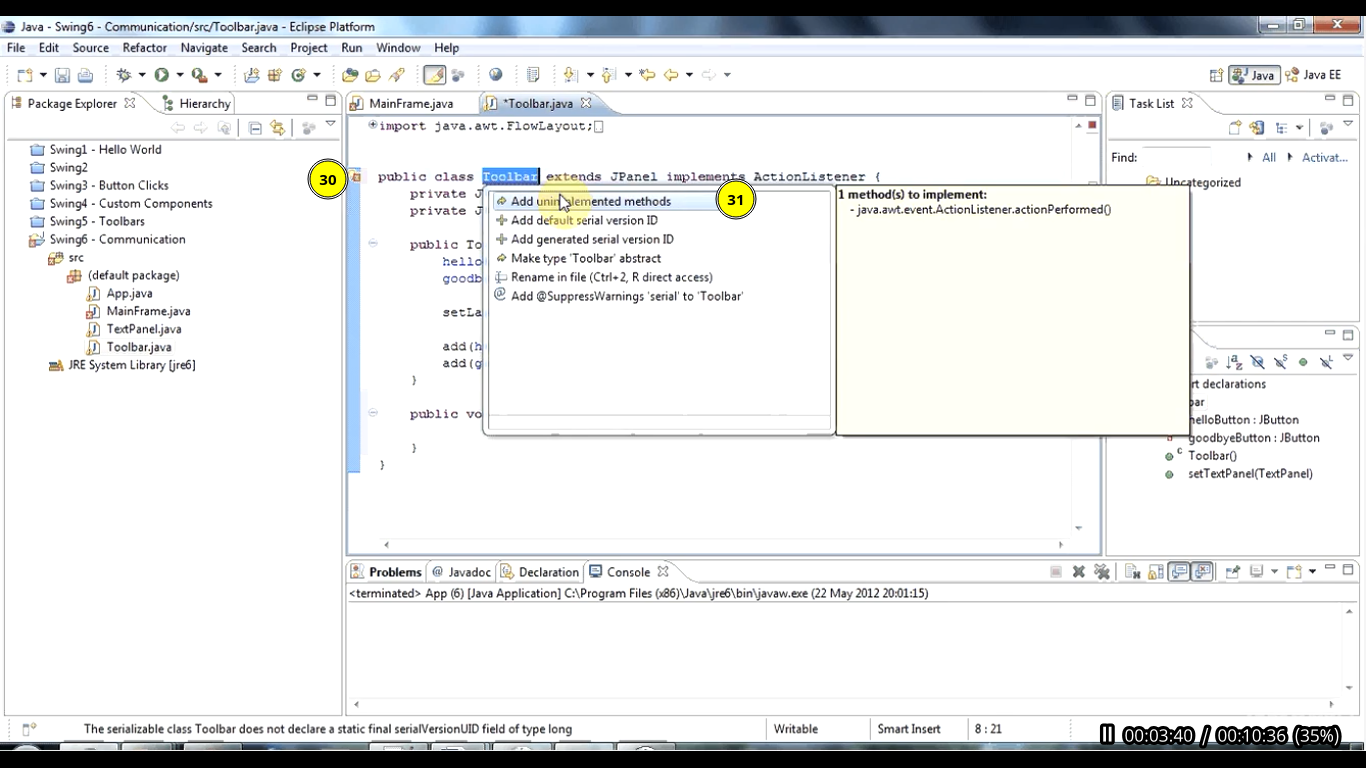 Java - Swing6 - Communication/src/Toolbar.java - Eclipse Platform
File Edit Source Refactor Navigate Search Project Run Window Help
Java Java EE
Package Explorer Hierarchy
Swing1 - Hello World
Swing2
Swing3 - Button Clicks
Swing4 - Custom Components
Swing5 - Toolbars
Swing6 - Communication
src
(default package)
App.java
MainFrame.java
TextPanel.java
Toolbar.java
JRE System Library [jre6]
MainFrame.java *Toolbar.java
import java.awt.FlowLayout;
30
public class Toolbar extends JPanel implements ActionListener {
private J
private J
public To
hello
goodb
setLa
add(h
add(g
}
public vo
}
}
Add unimplemented methods
31
Add default serial version ID
Add generated serial version ID
Make type 'Toolbar' abstract
Rename in file (Ctrl+2, R direct access)
Add @SuppressWarnings 'serial' to 'Toolbar'
1 method(s) to implement:
- java.awt.event.ActionListener.actionPerformed()
Task List
Find: All Activat...
Uncategorized
rt declarations
bar
helloButton : JButton
goodbyeButton : JButton
Toolbar()
setTextPanel(TextPanel)
Problems @ Javadoc Declaration Console
<terminated> App (6) [Java Application] C:\Program Files (x86)\Java\jre6\bin\javaw.exe (22 May 2012 20:01:15)
The serializable class Toolbar does not declare a static final serialVersionUID field of type long Writable Smart Insert 8 : 21
00:03:40 / 00:10:36 (35%)